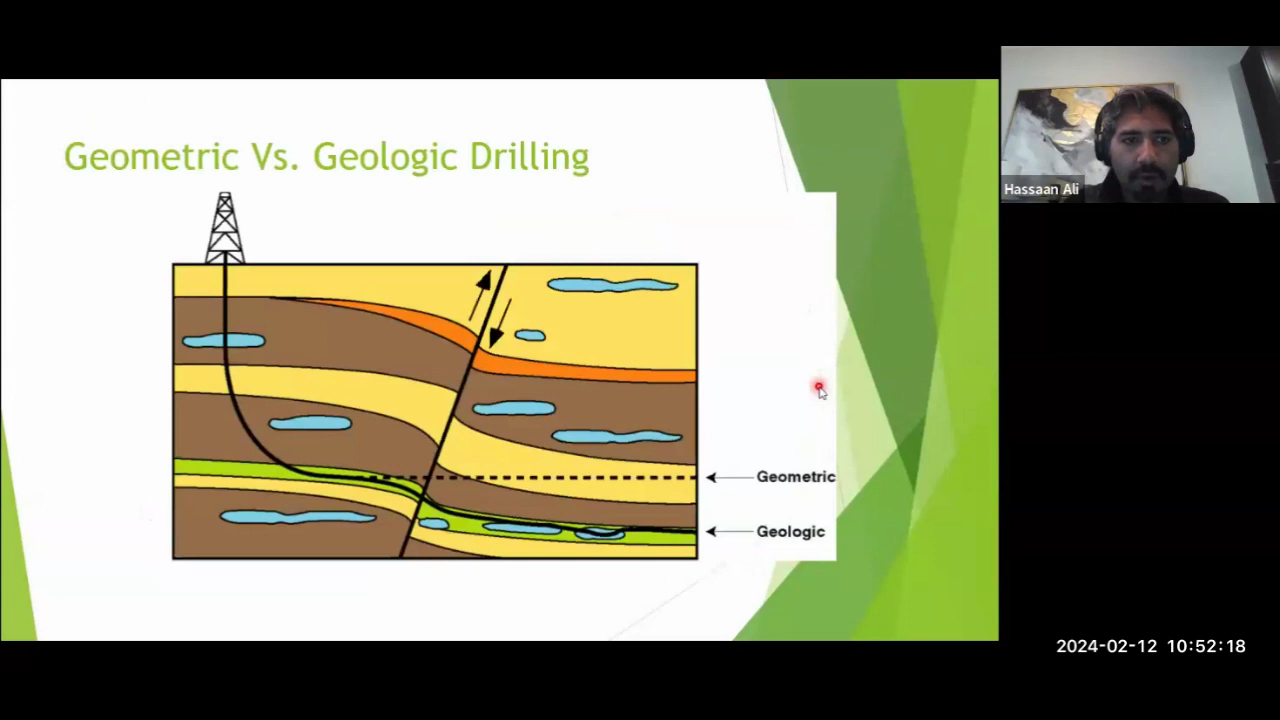 Geometric Vs. Geologic Drilling
Hassaan Ali
Geometric
Geologic
2024-02-12 10:52:18